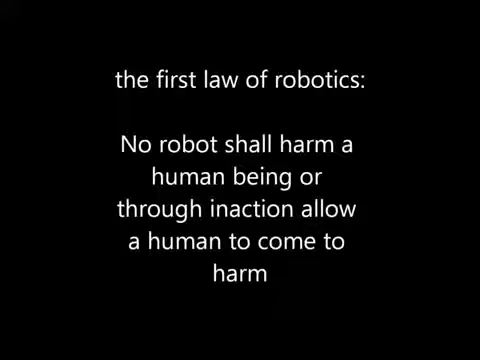 the first law of robotics:
No robot shall harm a
human being or
through inaction allow
a human to come to
harm